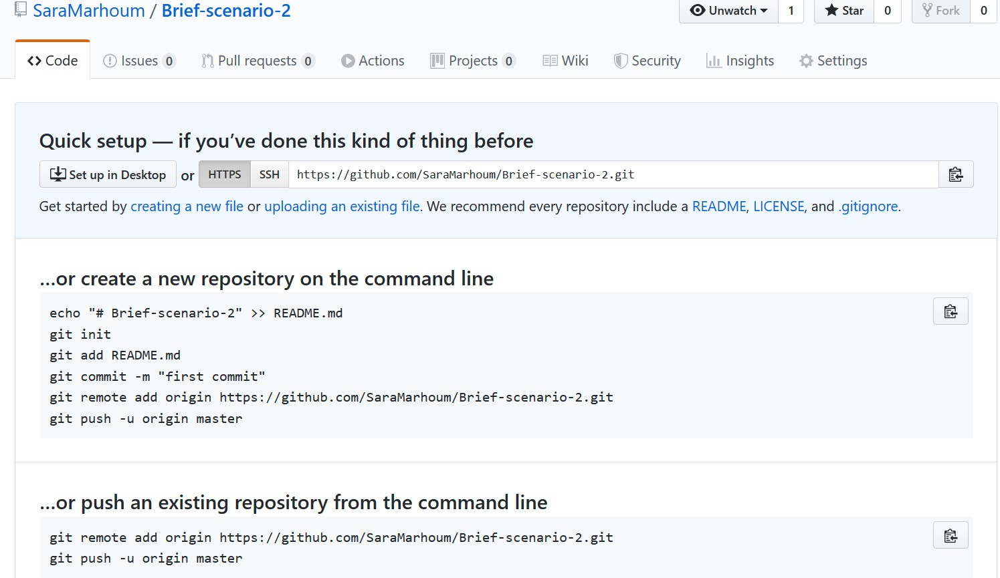 SaraMarhoum / Brief-scenario-2
Unwatch 1 Star 0 Fork 0
<> Code Issues 0 Pull requests 0 Actions Projects 0 Wiki Security Insights Settings
Quick setup — if you’ve done this kind of thing before
Set up in Desktop or HTTPS SSH https://github.com/SaraMarhoum/Brief-scenario-2.git
Get started by creating a new file or uploading an existing file. We recommend every repository include a README, LICENSE, and .gitignore.
…or create a new repository on the command line
echo "# Brief-scenario-2" >> README.md
git init
git add README.md
git commit -m "first commit"
git remote add origin https://github.com/SaraMarhoum/Brief-scenario-2.git
git push -u origin master
…or push an existing repository from the command line
git remote add origin https://github.com/SaraMarhoum/Brief-scenario-2.git
git push -u origin master